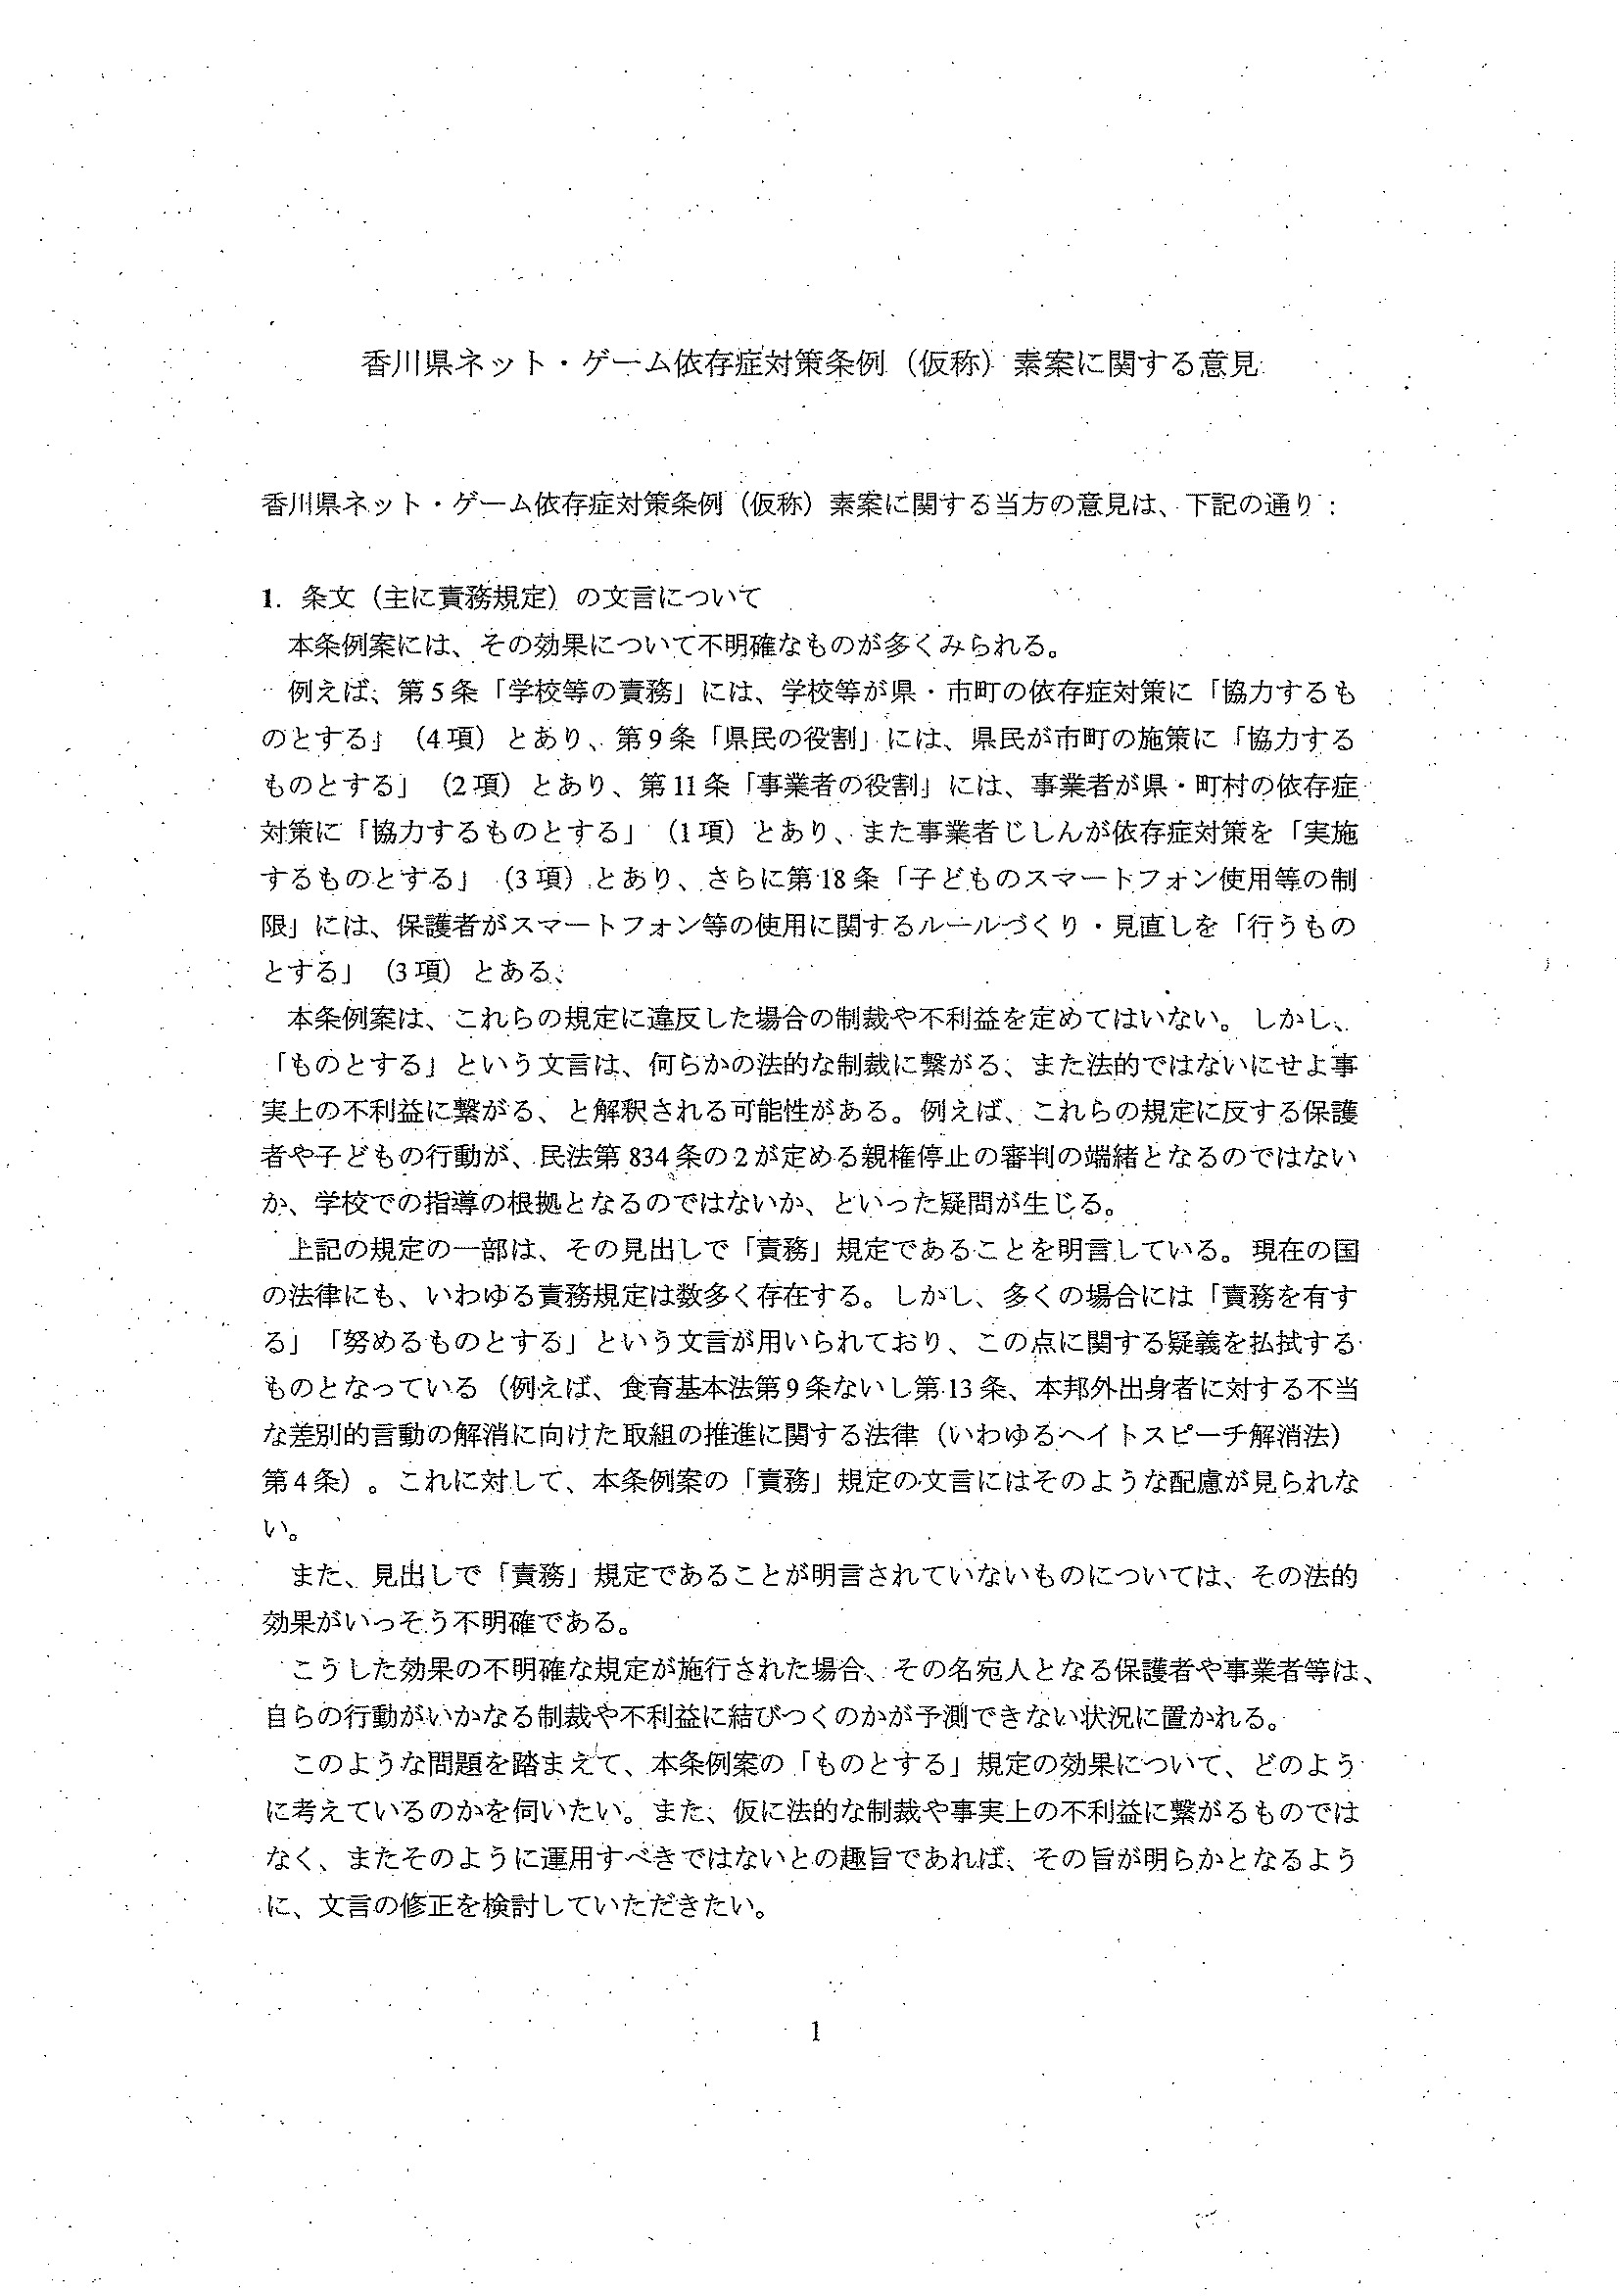 香川県ネット・ゲーム依存症対策条例（仮称）素案に関する意見
香川県ネット・ゲーム依存症対策条例（仮称）素案に関する当方の意見は、下記の通り：
1. 条文（主に責務規定）の文言について
本条例案には、その効果について不明確なものが多くみられる。
例えば、第5条「学校等の責務」には、学校等が県・市町の依存症対策に「協力するも
のとする」（4項）とあり、第9条「県民の役割」には、県民が市町の施策に「協力する
ものとする」（2項）とあり、第11条「事業者の役割」には、事業者が県・町村の依存症
対策に「協力するものとする」（1項）とあり、また事業者じしんが依存症対策を「実施
するものとする」（3項）とあり、さらに第18条「子どものスマートフォン使用等の制
限」には、保護者がスマートフォン等の使用に関するルールづくり・見直しを「行うもの
とする」（3項）とある、
本条例案は、これらの規定に違反した場合の制裁や不利益を定めてはいない。しかし、
「ものとする」という文言は、何らかの法的な制裁に繋がる、また法的ではないにせよ事
実上の不利益に繋がる、と解釈される可能性がある。例えば、これらの規定に反する保護
者や子どもの行動が、民法第834条の2が定める親権停止の審判の端緒となるのではない
か、学校での指導の根拠となるのではないか、といった疑問が生じる。
上記の規定の一部は、その見出しで「責務」規定であることを明言している。現在の国
の法律にも、いわゆる責務規定は数多く存在する。しかし、多くの場合には「責務を有す
る」「努めるものとする」という文言が用いられており、この点に関する疑義を払拭する
ものとなっている（例えば、食育基本法第9条ないし第13条、本邦外出身者に対する不当
な差別的言動の解消に向けた取組の推進に関する法律（いわゆるヘイトスピーチ解消法）
第4条）。これに対して、本条例案の「責務」規定の文言にはそのような配慮が見られな
い。
また、見出しで「責務」規定であることが明言されていないものについては、その法的
効果がいっそう不明確である。
こうした効果の不明確な規定が施行された場合、その名宛人となる保護者や事業者等は、
自らの行動がいかなる制裁や不利益に結びつくのかが予測できない状況に置かれる。
このような問題を踏まえて、本条例案の「ものとする」規定の効果について、どのよう
に考えているのかを伺いたい。また、仮に法的な制裁や事実上の不利益に繋がるものでは
なく、またそのように運用すべきではないとの趣旨であれば、その旨が明らかとなるよう
に、文言の修正を検討していただきたい。
1